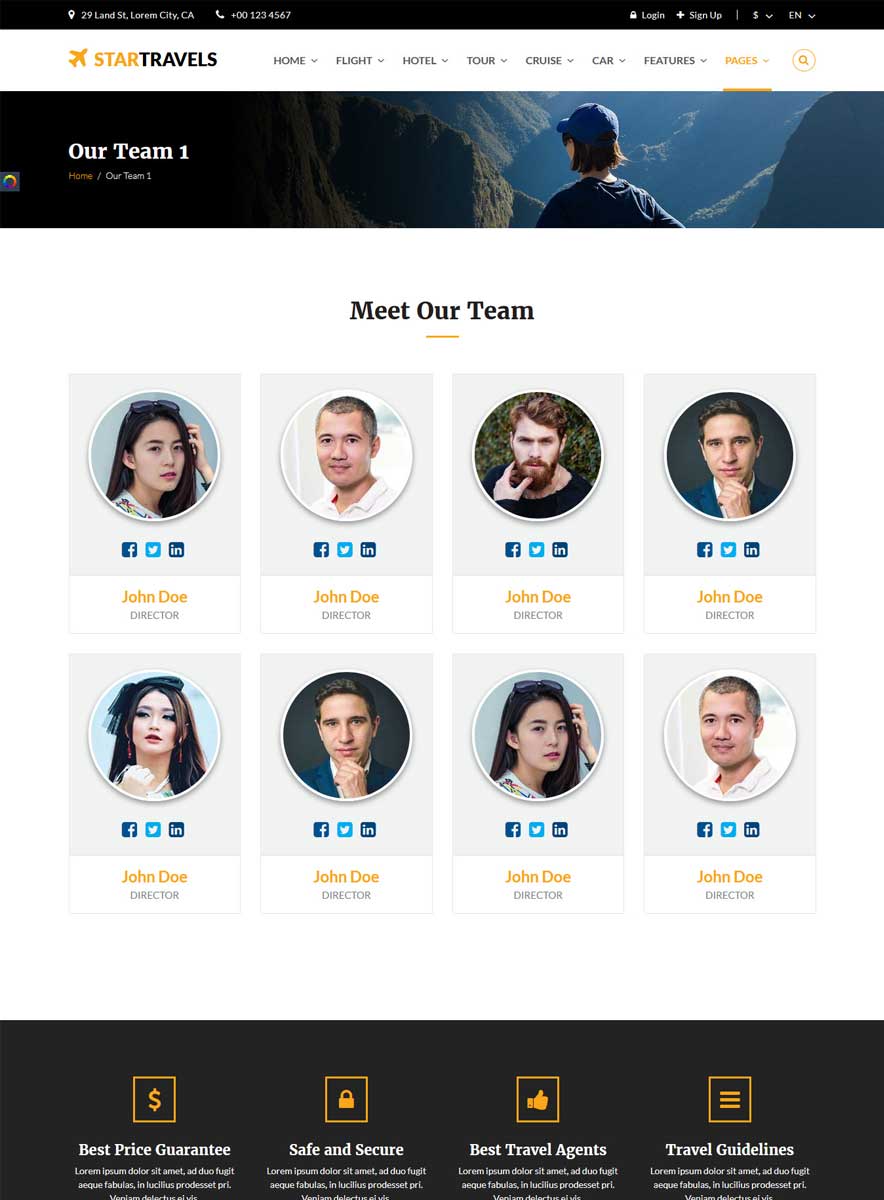 29 Land St, Lorem City, CA +00 123 4567 Login Sign Up $ EN
STARTRAVELS HOME FLIGHT HOTEL TOUR CRUISE CAR FEATURES PAGES
Our Team 1
Home / Our Team 1
Meet Our Team
John Doe John Doe John Doe John Doe
DIRECTOR DIRECTOR DIRECTOR DIRECTOR
John Doe John Doe John Doe John Doe
DIRECTOR DIRECTOR DIRECTOR DIRECTOR
Best Price Guarantee Safe and Secure Best Travel Agents Travel Guidelines
Lorem ipsum dolor sit amet, ad duo fugit Lorem ipsum dolor sit amet, ad duo fugit Lorem ipsum dolor sit amet, ad duo fugit Lorem ipsum dolor sit amet, ad duo fugit
aeque fabulas, in lucilius prodesset pri. aeque fabulas, in lucilius prodesset pri. aeque fabulas, in lucilius prodesset pri. aeque fabulas, in lucilius prodesset pri.
Veniam delectus ei vis Veniam delectus ei vis Veniam delectus ei vis Veniam delectus ei vis